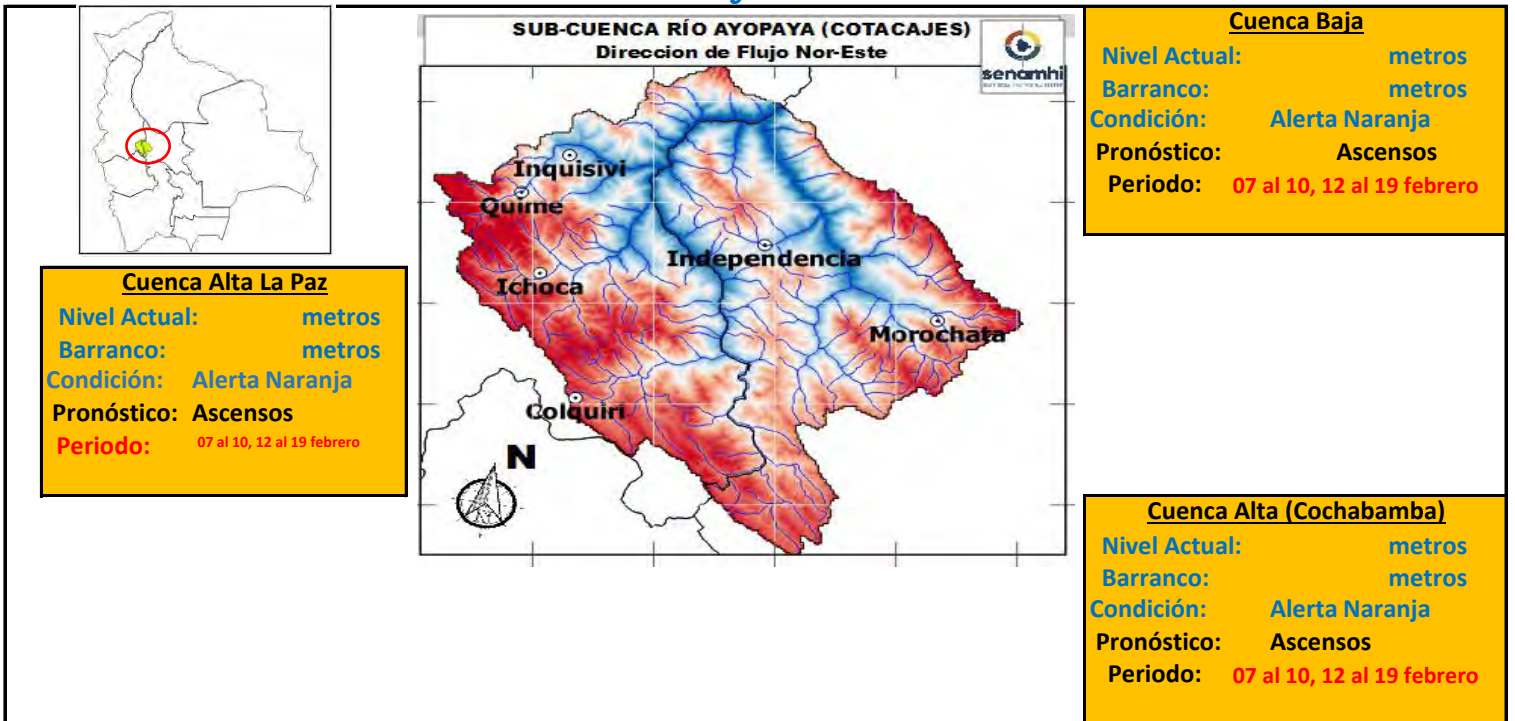 SUB-CUENCA RÍO AYOPAYA (COTACAJES)
Direccion de Flujo Nor-Este
senamhi
Inquisivi
Quime
Independencia
Ichoca
Morochata
Colquiri
N
Cuenca Baja
Nivel Actual: metros
Barranco: metros
Condición: Alerta Naranja
Pronóstico: Ascensos
Periodo: 07 al 10, 12 al 19 febrero
Cuenca Alta La Paz
Nivel Actual: metros
Barranco: metros
Condición: Alerta Naranja
Pronóstico: Ascensos
Periodo: 07 al 10, 12 al 19 febrero
Cuenca Alta (Cochabamba)
Nivel Actual: metros
Barranco: metros
Condición: Alerta Naranja
Pronóstico: Ascensos
Periodo: 07 al 10, 12 al 19 febrero